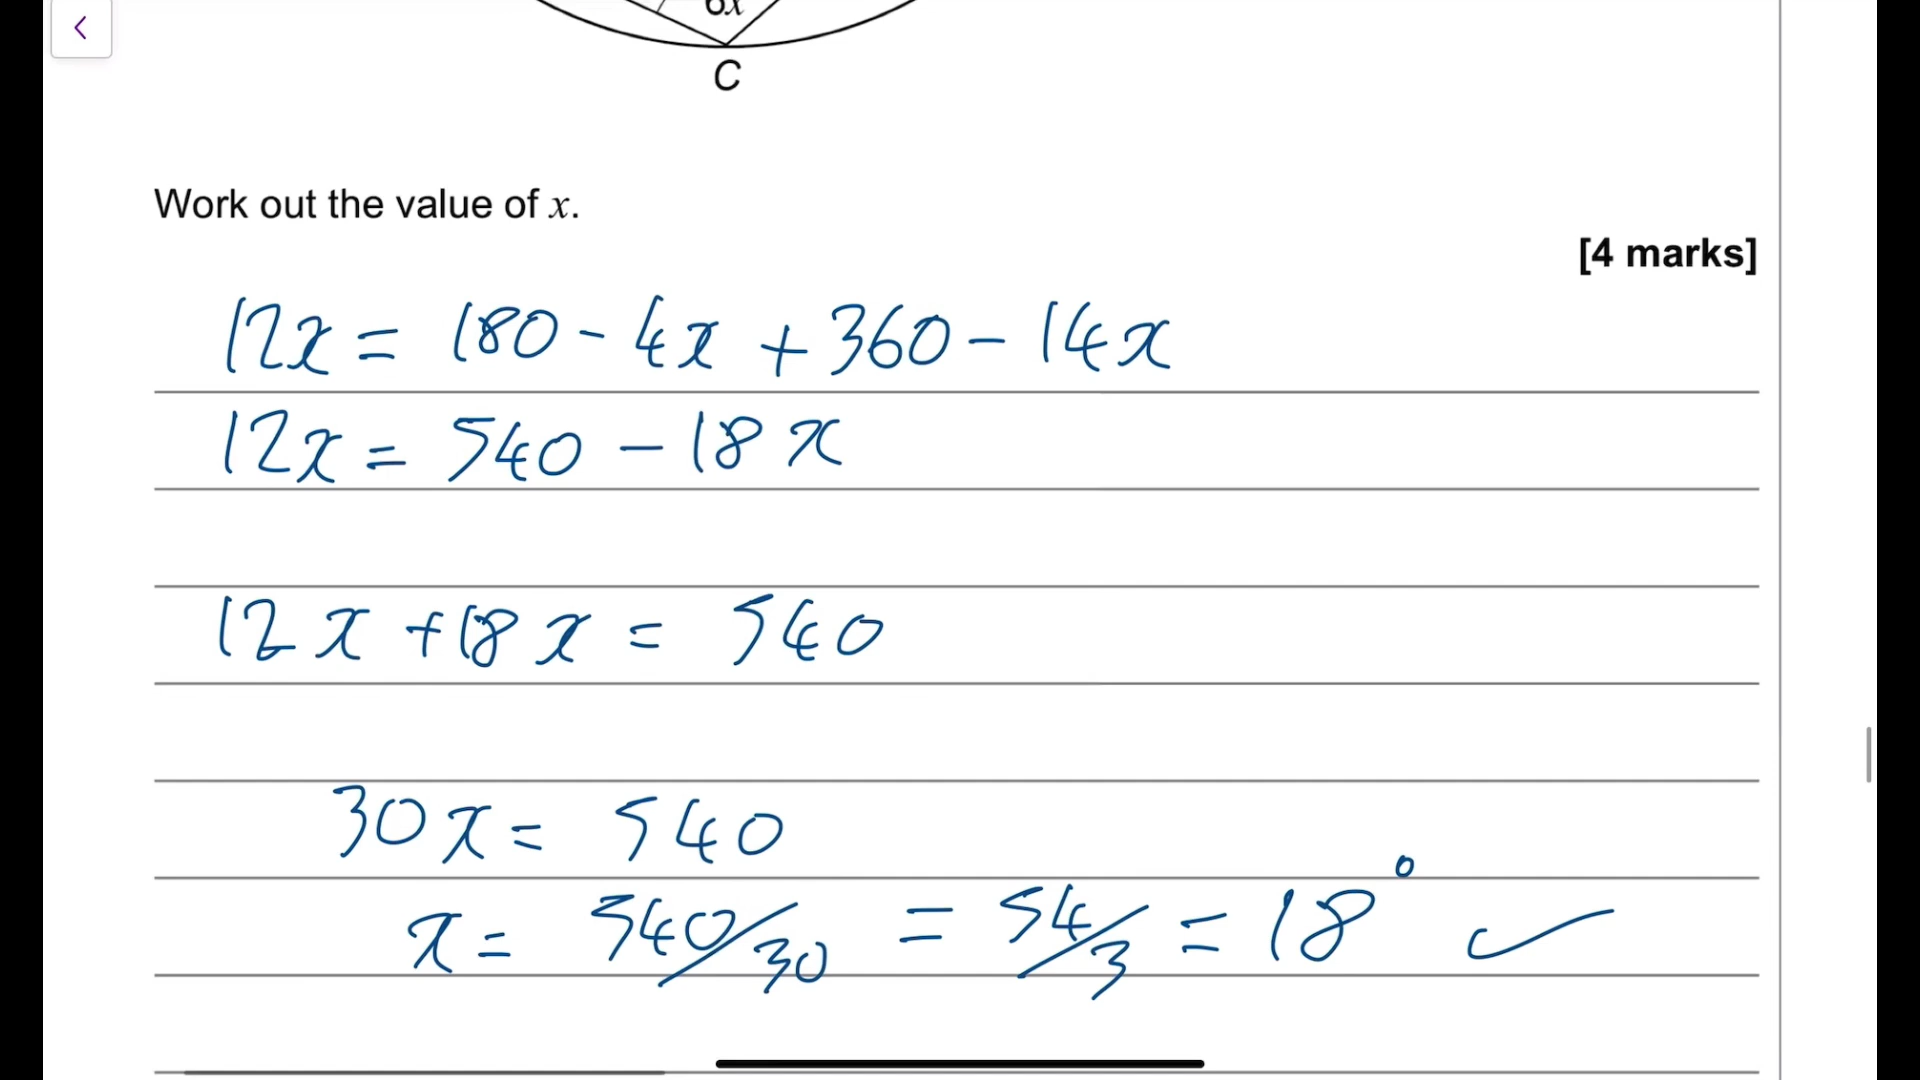 6x
C
Work out the value of x.
[4 marks]
12x = 180 - 4x + 360 - 14x
12x = 540 - 18x
12x + 18x = 540
30x = 540
x = 540/30 = 54/3 = 18°